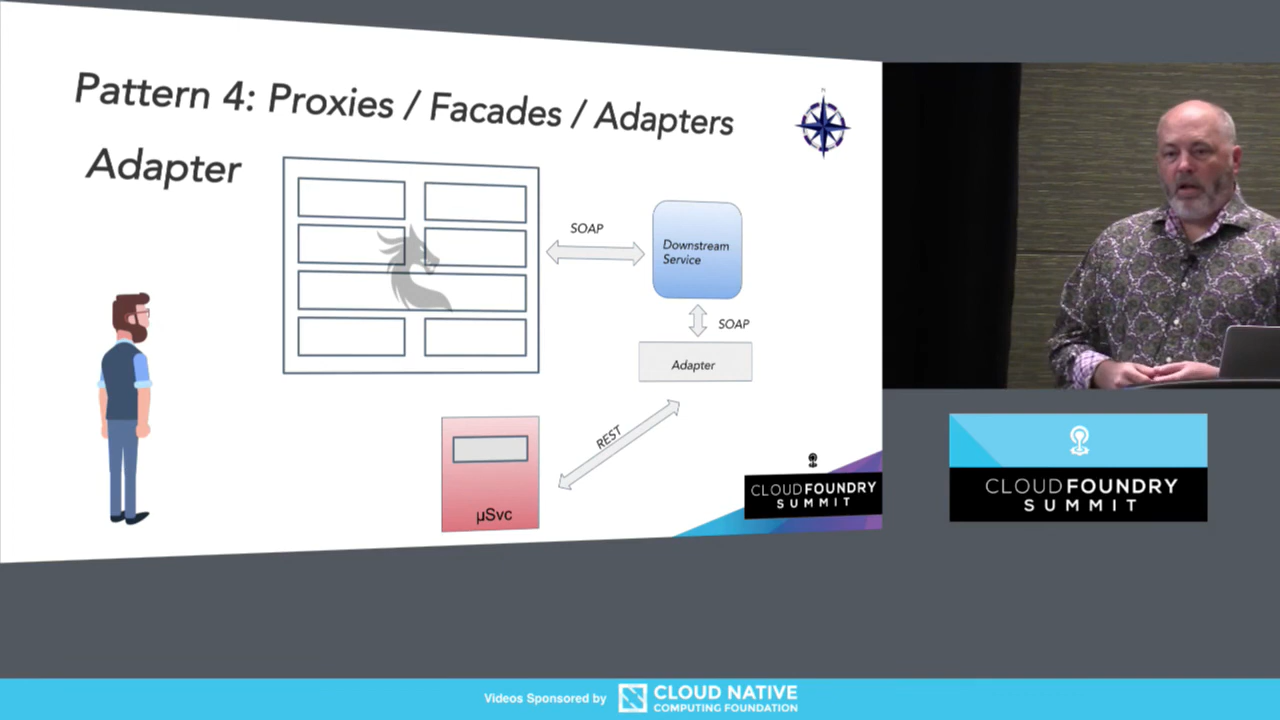 Pattern 4: Proxies / Facades / Adapters
Adapter
N
SOAP
Downstream
Service
SOAP
Adapter
REST
µSvc
CLOUDFOUNDRY
SUMMIT
CLOUDFOUNDRY
SUMMIT
Videos Sponsored by
CLOUD NATIVE
COMPUTING FOUNDATION